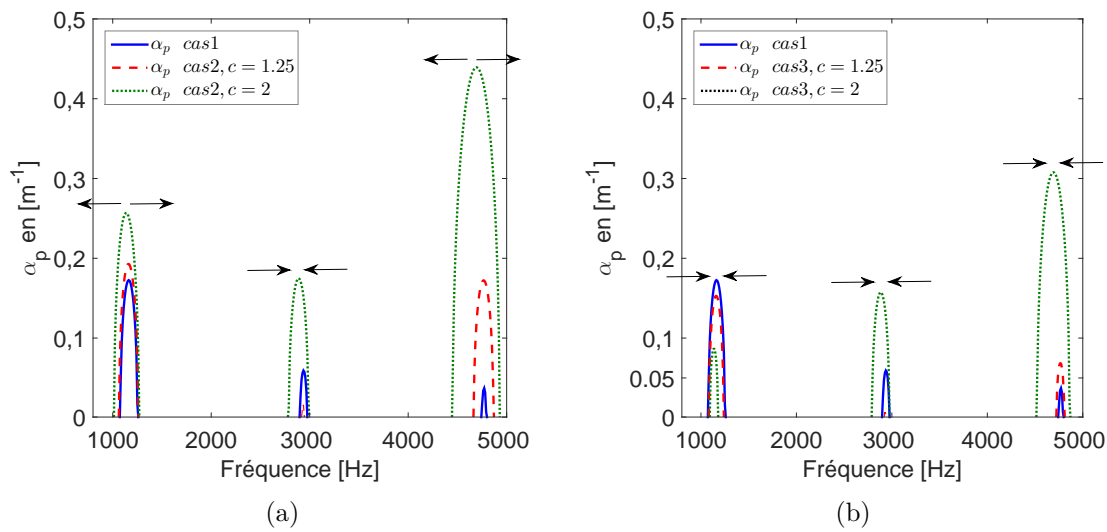 0,5
0,4
0,3
0,2
0,1
0
α_p en [m⁻¹]
α_p cas1
α_p cas2, c = 1.25
α_p cas2, c = 2
1000 2000 3000 4000 5000
Fréquence [Hz]
(a)
0,5
0,4
0,3
0,2
0,1
0.05
0
α_p en [m⁻¹]
α_p cas1
α_p cas3, c = 1.25
α_p cas3, c = 2
1000 2000 3000 4000 5000
Fréquence [Hz]
(b)